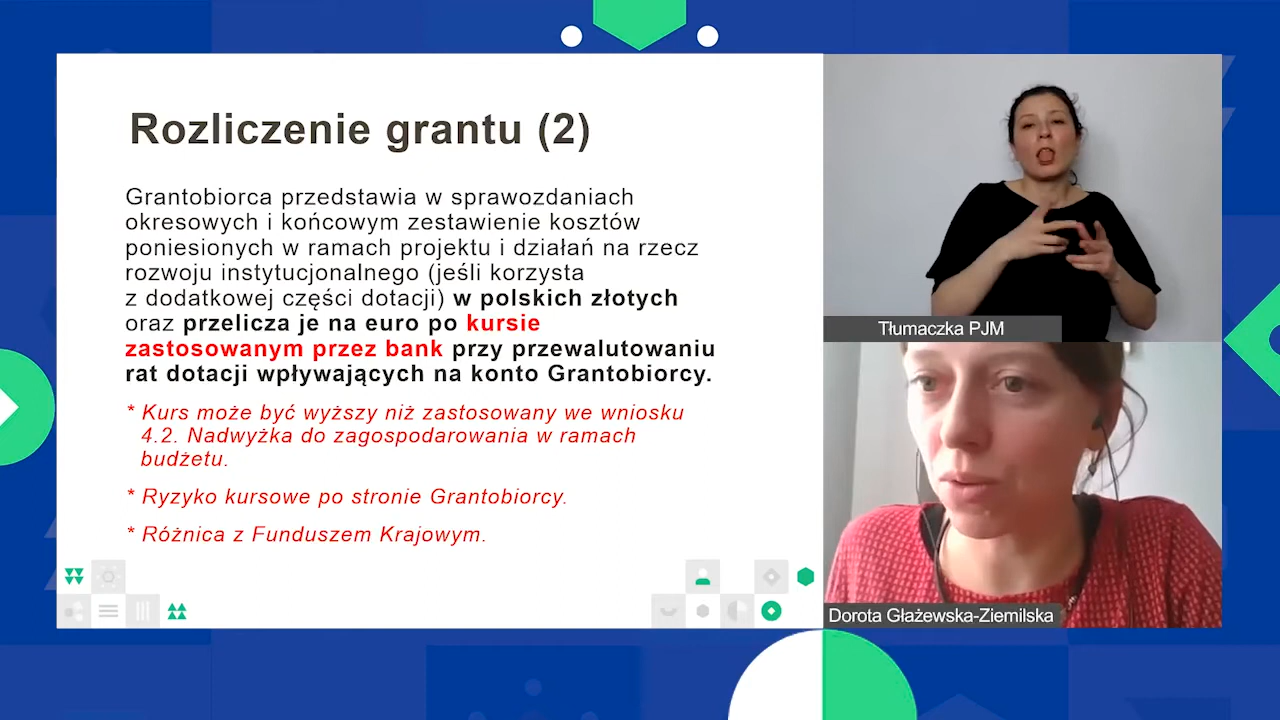 Rozliczenie grantu (2)
Grantobiorca przedstawia w sprawozdaniach
okresowych i końcowym zestawienie kosztów
poniesionych w ramach projektu i działań na rzecz
rozwoju instytucjonalnego (jeśli korzysta
z dodatkowej części dotacji) w polskich złotych
oraz przelicza je na euro po kursie
zastosowanym przez bank przy przewalutowaniu
rat dotacji wpływających na konto Grantobiorcy.
* Kurs może być wyższy niż zastosowany we wniosku
4.2. Nadwyżka do zagospodarowania w ramach
budżetu.
* Ryzyko kursowe po stronie Grantobiorcy.
* Różnica z Funduszem Krajowym.
Tłumaczka PJM
Dorota Głażewska-Ziemilska